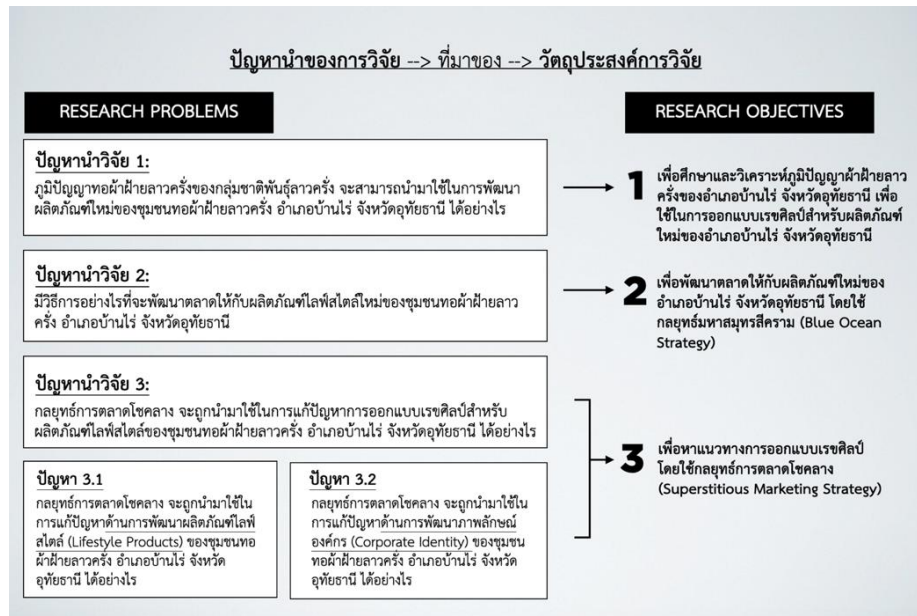 ปัญหานำของการวิจัย --> ที่มาของ --> วัตถุประสงค์การวิจัย
RESEARCH PROBLEMS
RESEARCH OBJECTIVES
ปัญหานำวิจัย 1:
ภูมิปัญญาทอผ้าฝ้ายลาวครั่งของกลุ่มชาติพันธุ์ลาวครั่ง จะสามารถนำมาใช้ในการพัฒนา
ผลิตภัณฑ์ใหม่ของชุมชนทอผ้าฝ้ายลาวครั่ง อำเภอบ้านไร่ จังหวัดอุทัยธานี ได้อย่างไร
1
เพื่อศึกษาและวิเคราะห์ภูมิปัญญาผ้าฝ้ายลาว
ครั่งของอำเภอบ้านไร่ จังหวัดอุทัยธานี เพื่อ
ใช้ในการออกแบบเรขศิลป์สำหรับผลิตภัณฑ์
ใหม่ของอำเภอบ้านไร่ จังหวัดอุทัยธานี
ปัญหานำวิจัย 2:
มีวิธีการอย่างไรที่จะพัฒนาตลาดให้กับผลิตภัณฑ์ไลฟ์สไตล์ใหม่ของชุมชนทอผ้าฝ้ายลาว
ครั่ง อำเภอบ้านไร่ จังหวัดอุทัยธานี
2
เพื่อพัฒนาตลาดให้กับผลิตภัณฑ์ใหม่ของ
อำเภอบ้านไร่ จังหวัดอุทัยธานี โดยใช้
กลยุทธ์มหาสมุทรสีคราม (Blue Ocean
Strategy)
ปัญหานำวิจัย 3:
กลยุทธ์การตลาดโชคลาง จะถูกนำมาใช้ในการแก้ปัญหาการออกแบบเรขศิลป์สำหรับ
ผลิตภัณฑ์ไลฟ์สไตล์ของชุมชนทอผ้าฝ้ายลาวครั่ง อำเภอบ้านไร่ จังหวัดอุทัยธานี ได้อย่างไร
ปัญหา 3.1
กลยุทธ์การตลาดโชคลาง จะถูกนำมาใช้ใน
การแก้ปัญหาด้านการพัฒนาผลิตภัณฑ์ไลฟ์
สไตล์ (Lifestyle Products) ของชุมชนทอ
ผ้าฝ้ายลาวครั่ง อำเภอบ้านไร่ จังหวัด
อุทัยธานี ได้อย่างไร
ปัญหา 3.2
กลยุทธ์การตลาดโชคลาง จะถูกนำมาใช้ใน
การแก้ปัญหาด้านการพัฒนาภาพลักษณ์
องค์กร (Corporate Identity) ของชุมชน
ทอผ้าฝ้ายลาวครั่ง อำเภอบ้านไร่ จังหวัด
อุทัยธานี ได้อย่างไร
3
เพื่อหาแนวทางการออกแบบเรขศิลป์
โดยใช้กลยุทธ์การตลาดโชคลาง
(Superstitious Marketing Strategy)